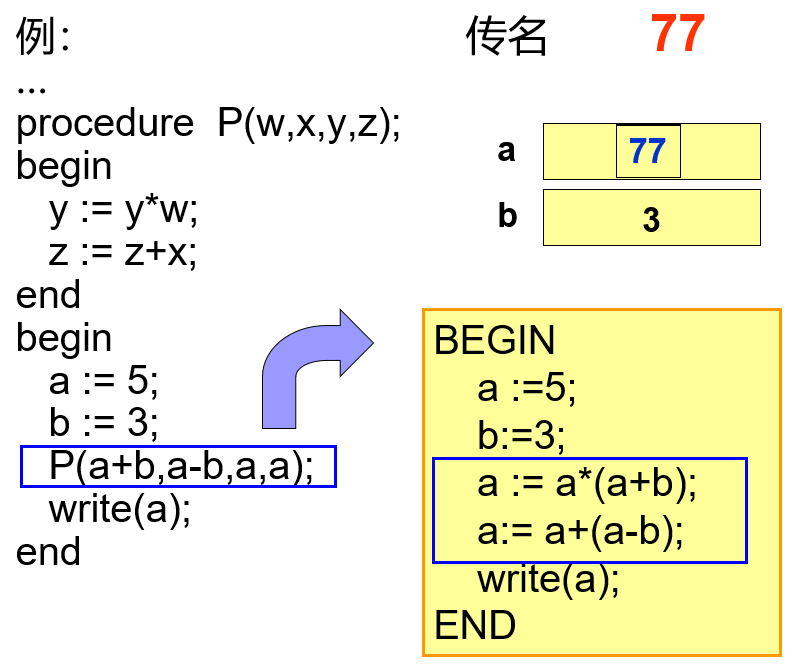 例：
...
procedure P(w,x,y,z);
begin
y := y*w;
z := z+x;
end
begin
a := 5;
b := 3;
P(a+b,a-b,a,a);
write(a);
end
传名 77
a 77
b 3
BEGIN
a :=5;
b:=3;
a := a*(a+b);
a:= a+(a-b);
write(a);
END